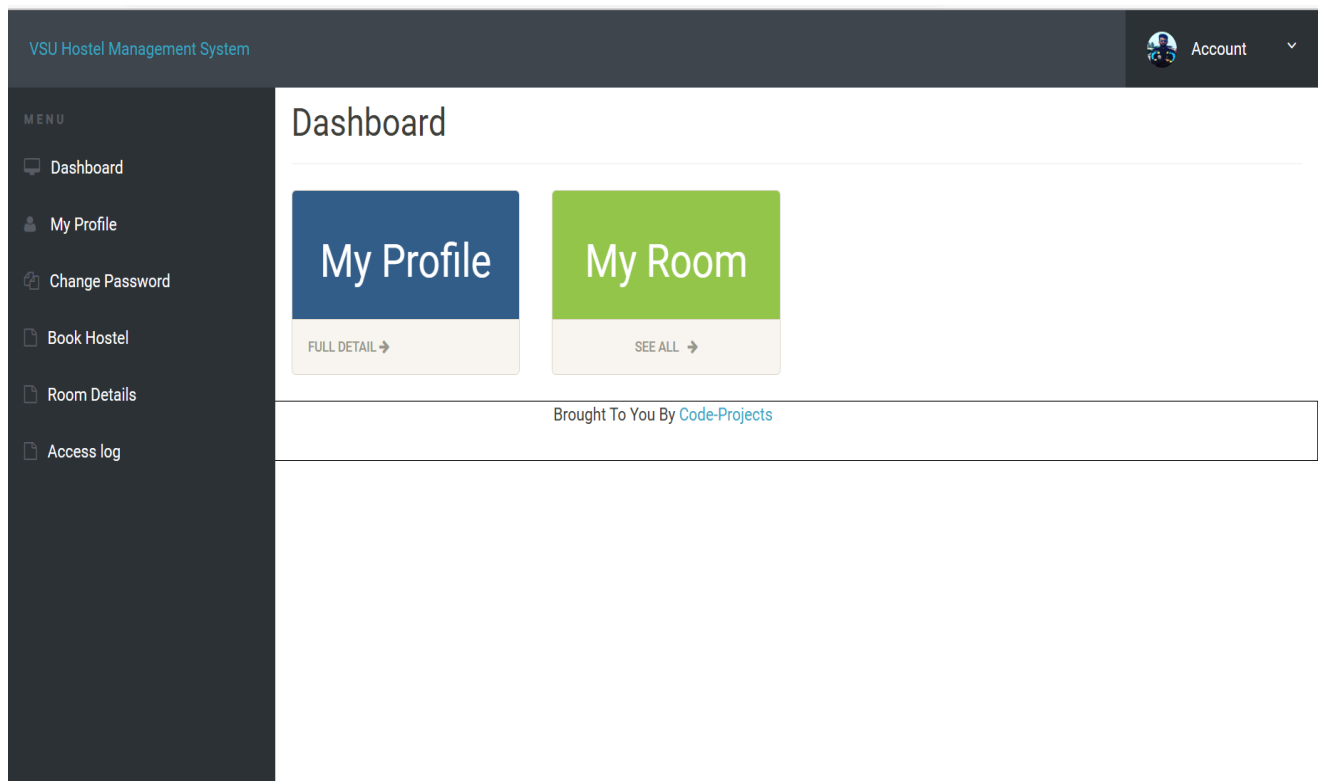 VSU Hostel Management System
Account
MENU
Dashboard
My Profile
Change Password
Book Hostel
Room Details
Access log
Dashboard
My Profile
FULL DETAIL
My Room
SEE ALL
Brought To You By Code-Projects